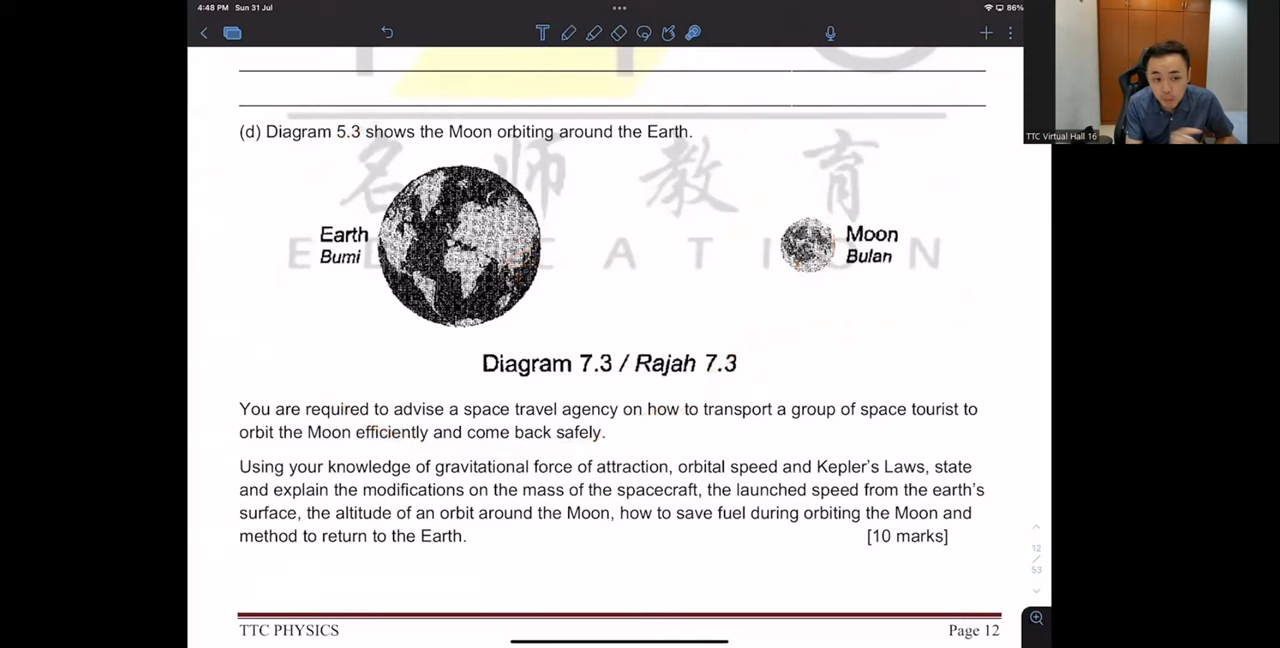 4:48 PM Sun 31 Jul
86%
(d) Diagram 5.3 shows the Moon orbiting around the Earth.
名 师 教 育
Earth
Bumi
Moon
Bulan
EDUCATION
Diagram 7.3 / Rajah 7.3
You are required to advise a space travel agency on how to transport a group of space tourist to
orbit the Moon efficiently and come back safely.
Using your knowledge of gravitational force of attraction, orbital speed and Kepler's Laws, state
and explain the modifications on the mass of the spacecraft, the launched speed from the earth's
surface, the altitude of an orbit around the Moon, how to save fuel during orbiting the Moon and
method to return to the Earth.
[10 marks]
12
/
53
TTC PHYSICS
Page 12
TTC Virtual Hall 16